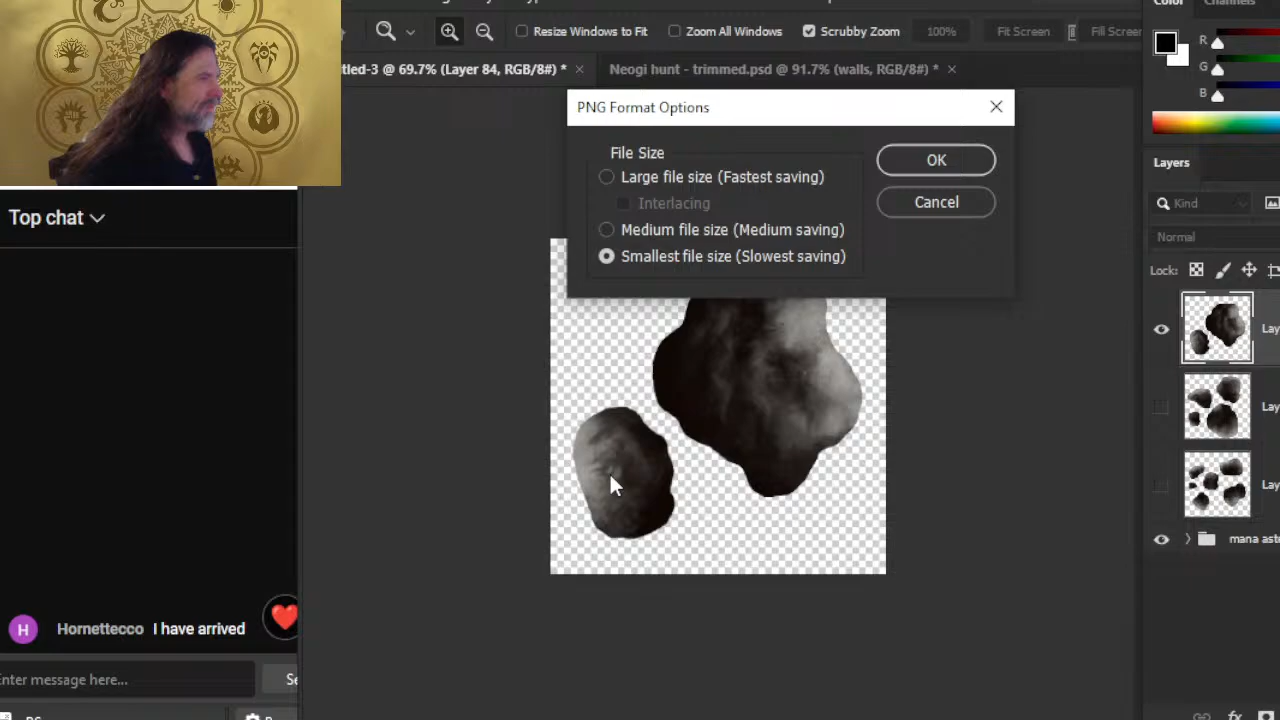 Resize Windows to Fit
Zoom All Windows
Scrubby Zoom
100%
Fit Screen
Fill Screen
Color
Channels
R
G
B
tled-3 @ 69.7% (Layer 84, RGB/8#) *
Neogi hunt - trimmed.psd @ 91.7% (walls, RGB/8#) *
PNG Format Options
File Size
Large file size (Fastest saving)
Interlacing
Medium file size (Medium saving)
Smallest file size (Slowest saving)
OK
Cancel
Layers
Kind
Normal
Lock:
Lay
Lay
Lay
mana aste
fx
Top chat
H
Hornettecco I have arrived
Enter message here...
Se